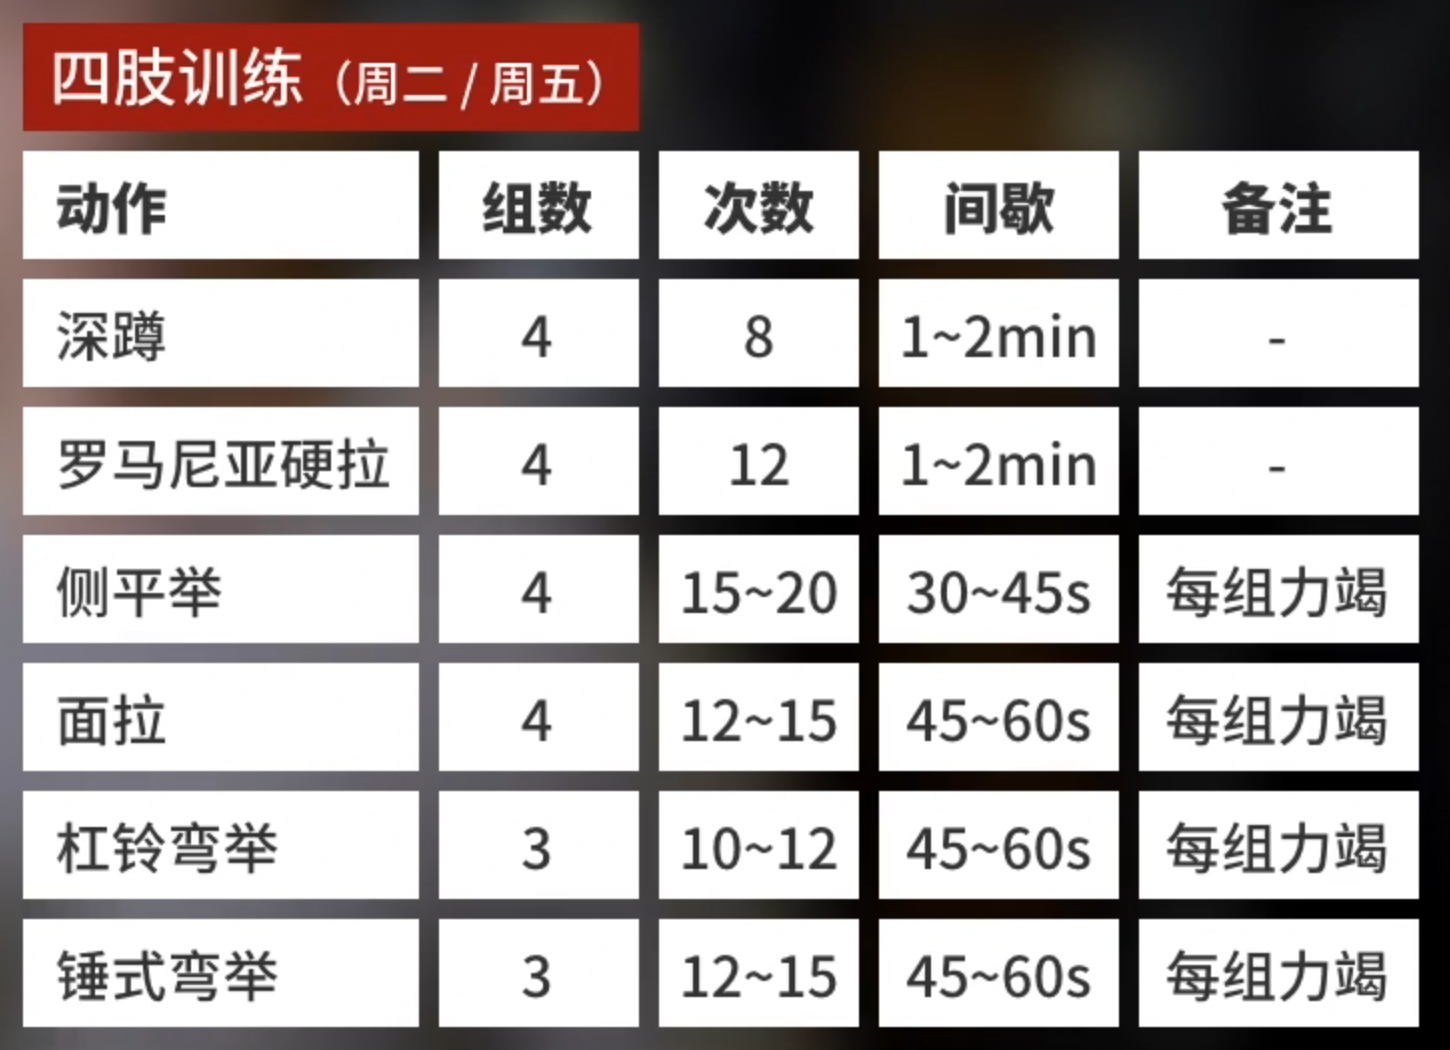 四肢训练（周二 / 周五）
动作 组数 次数 间歇 备注
深蹲 4 8 1~2min -
罗马尼亚硬拉 4 12 1~2min -
侧平举 4 15~20 30~45s 每组力竭
面拉 4 12~15 45~60s 每组力竭
杠铃弯举 3 10~12 45~60s 每组力竭
锤式弯举 3 12~15 45~60s 每组力竭